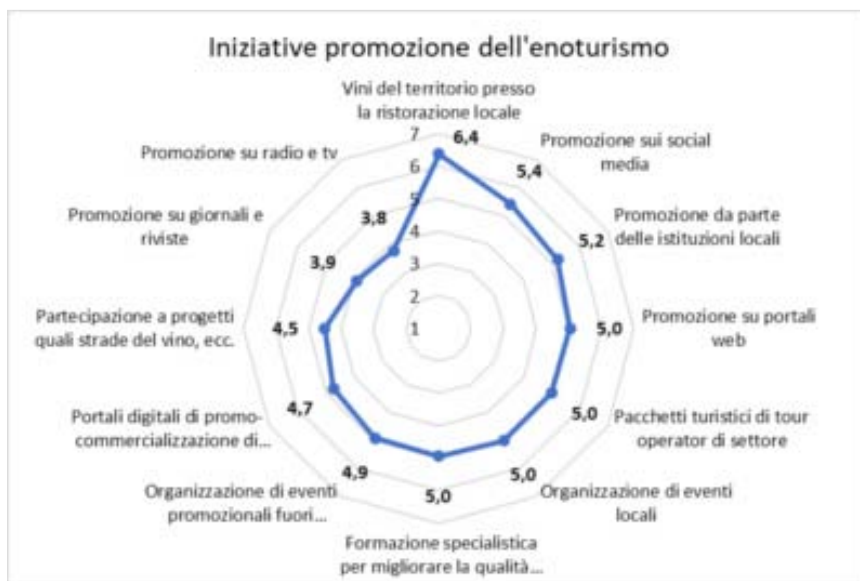 Iniziative promozione dell'enoturismo
Vini del territorio presso
la ristorazione locale
6,4
Promozione sui social
media
5,4
Promozione da parte
delle istituzioni locali
5,2
Promozione su portali
web
5,0
Pacchetti turistici di tour
operator di settore
5,0
Organizzazione di eventi
locali
5,0
Formazione specialistica
per migliorare la qualità ...
5,0
Organizzazione di eventi
promozionali fuori...
4,9
Portali digitali di promo-
commercializzazione di...
4,7
Partecipazione a progetti
quali strade del vino, ecc.
4,5
Promozione su giornali e
riviste
3,9
Promozione su radio e tv
3,8
7
6
5
4
3
2
1